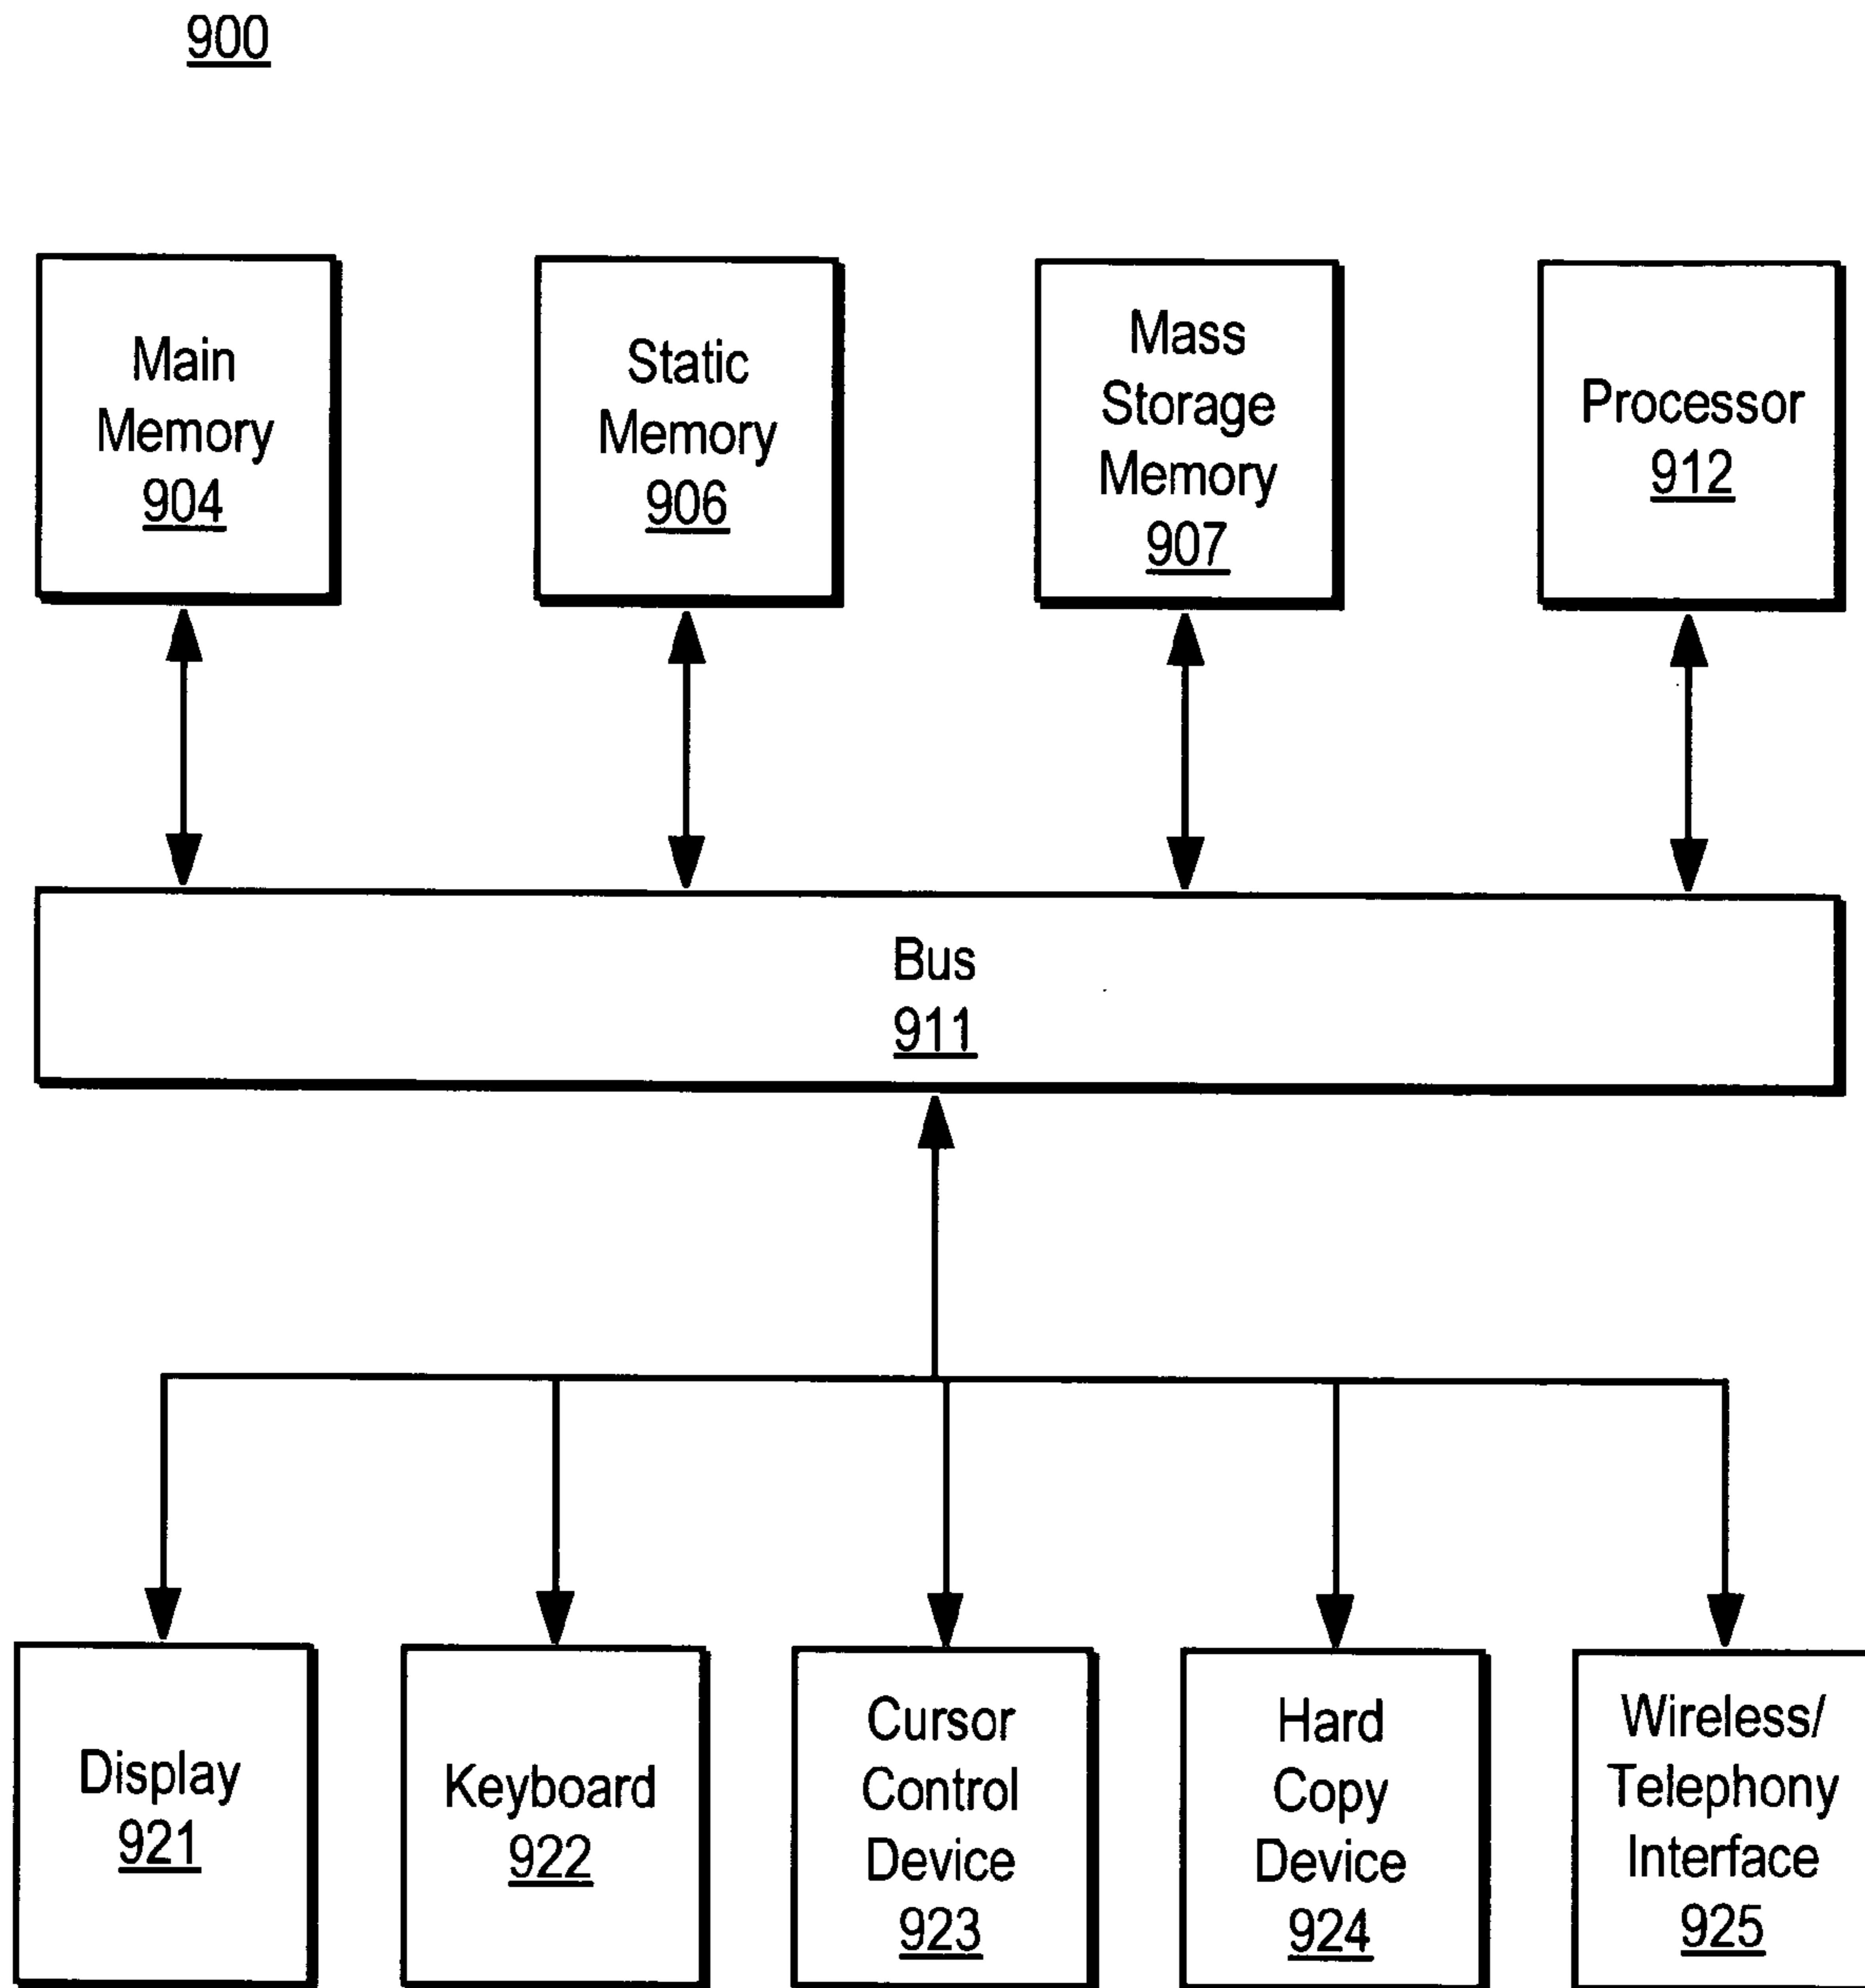 900
Main
Memory
904
Static
Memory
906
Mass
Storage
Memory
907
Processor
912
Bus
911
Display
921
Keyboard
922
Cursor
Control
Device
923
Hard
Copy
Device
924
Wireless/
Telephony
Interface
925